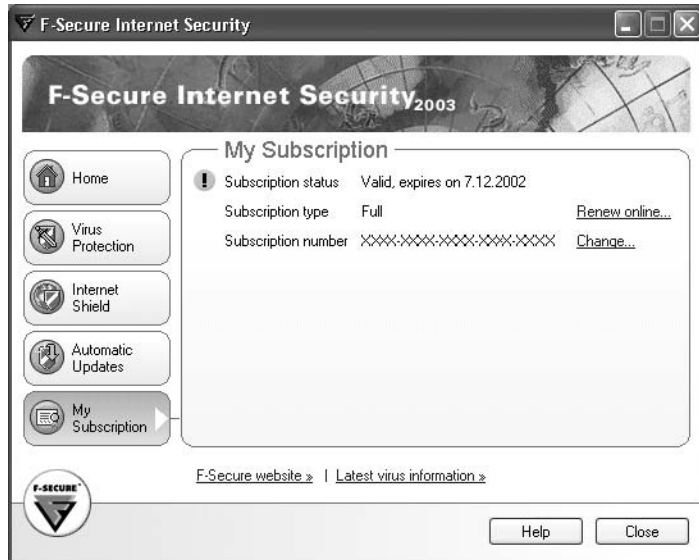 F-Secure Internet Security
F-Secure Internet Security 2003
Home
Virus
Protection
Internet
Shield
Automatic
Updates
My
Subscription
My Subscription
Subscription status Valid, expires on 7.12.2002
Subscription type Full Renew online...
Subscription number XXXX-XXXX-XXXX-XXXX-XXXX Change...
F-Secure website » | Latest virus information »
F-SECURE
Help Close